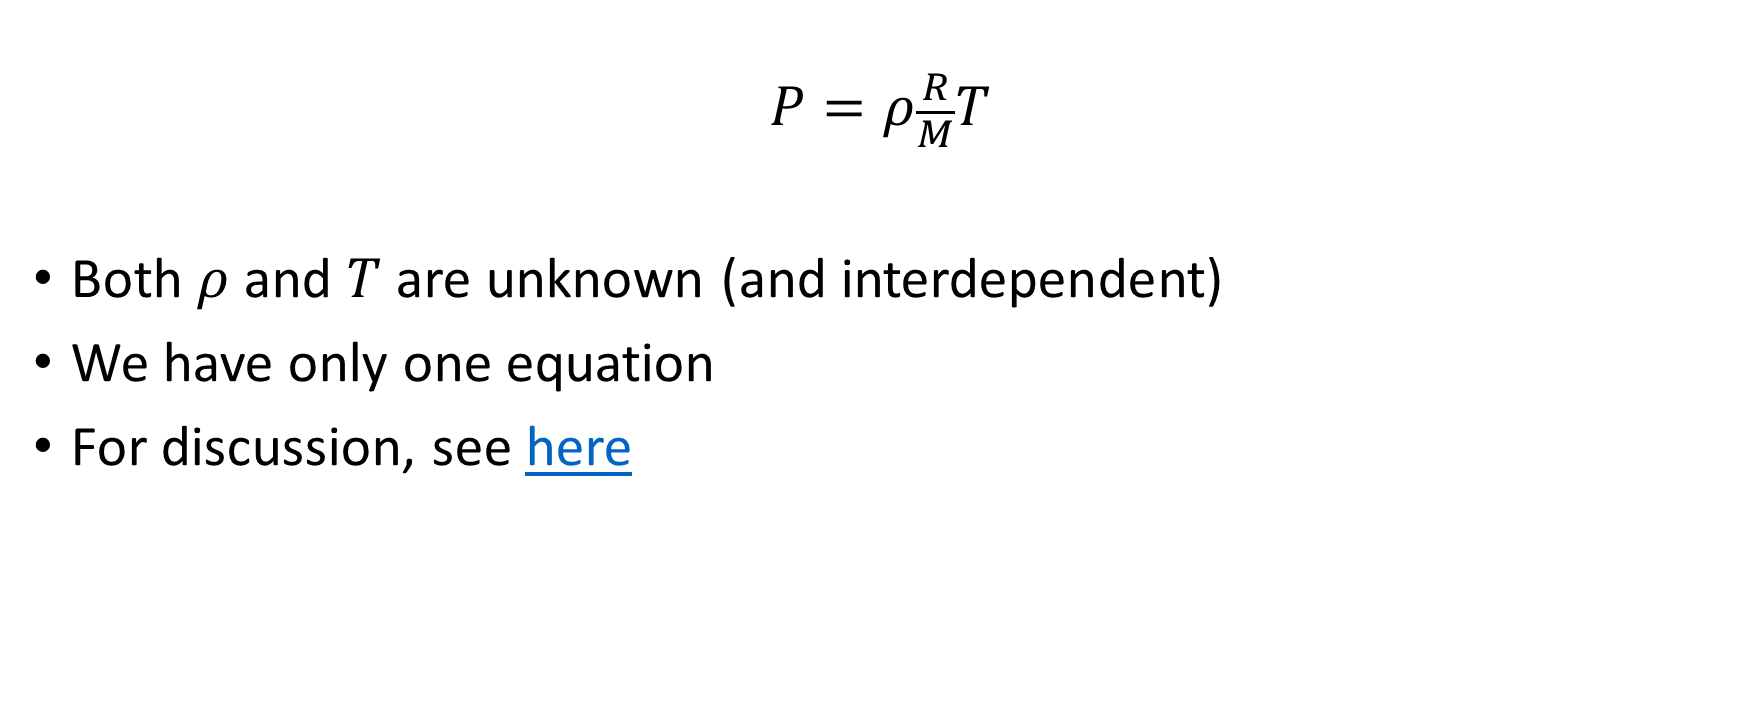 P = ρ R/M T
• Both ρ and T are unknown (and interdependent)
• We have only one equation
• For discussion, see here